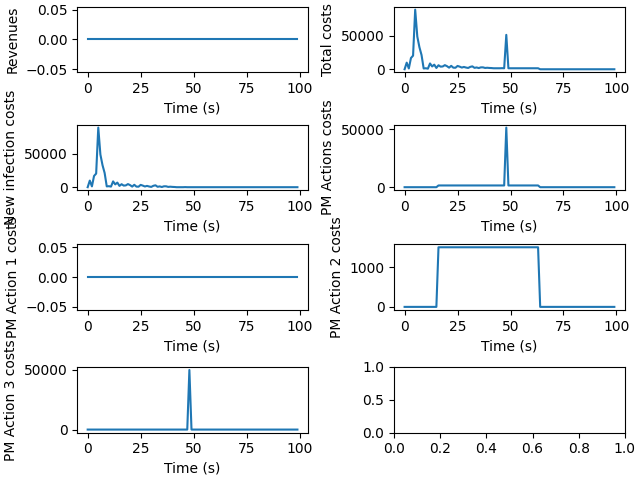 Revenues
0.05
0.00
−0.05
0 25 50 75 100
Time (s)
Total costs
50000
0
0 25 50 75 100
Time (s)
New infection costs
50000
0
0 25 50 75 100
Time (s)
PM Actions costs
50000
0
0 25 50 75 100
Time (s)
PM Action 1 costs
0.05
0.00
−0.05
0 25 50 75 100
Time (s)
PM Action 2 costs
1000
0
0 25 50 75 100
Time (s)
PM Action 3 costs
50000
0
0 25 50 75 100
Time (s)
1.0
0.5
0.0
0.0 0.2 0.4 0.6 0.8 1.0